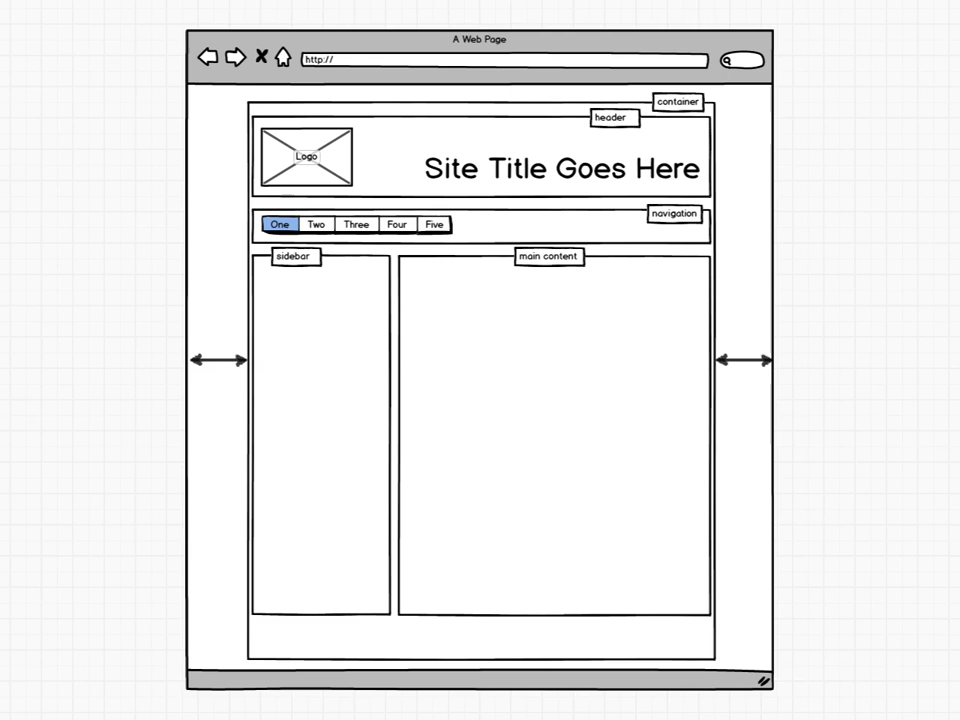 A Web Page
http://
container
header
Logo
Site Title Goes Here
navigation
One Two Three Four Five
sidebar
main content